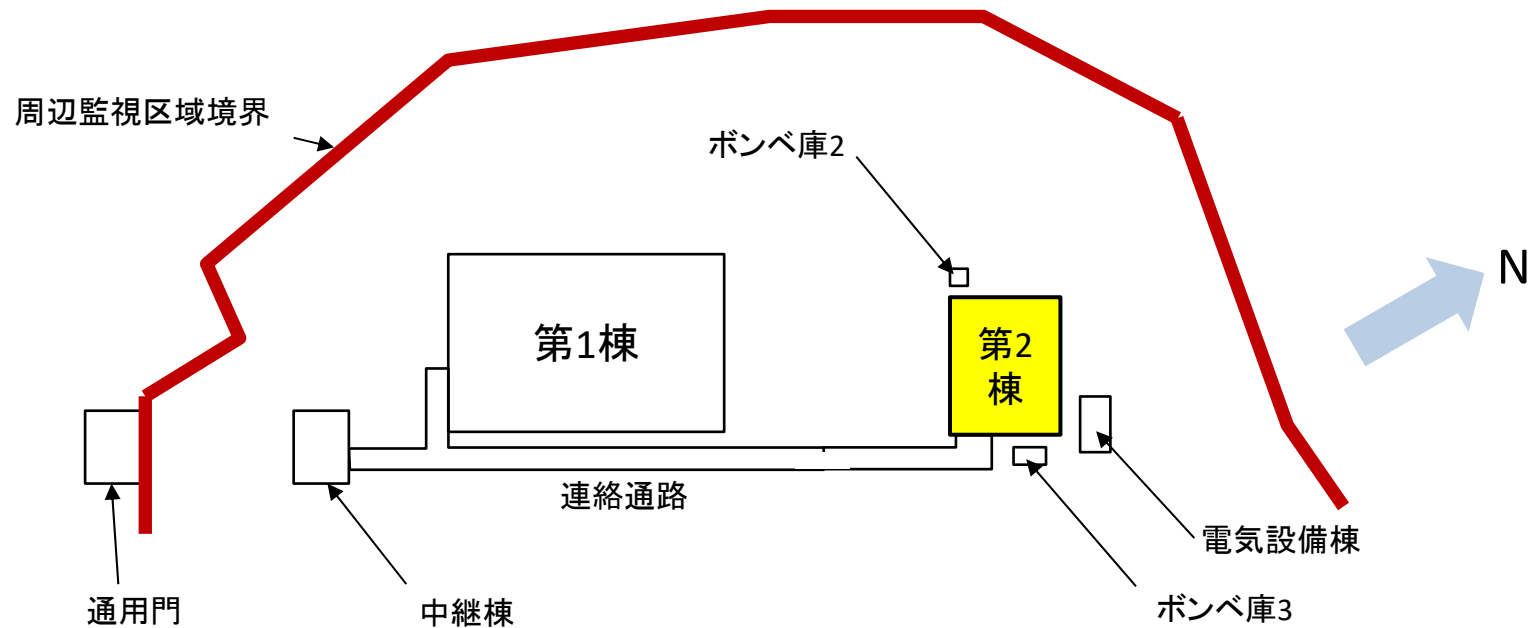 周辺監視区域境界
ボンベ庫2
N
第1棟
第2
棟
連絡通路
電気設備棟
通用門
中継棟
ボンベ庫3